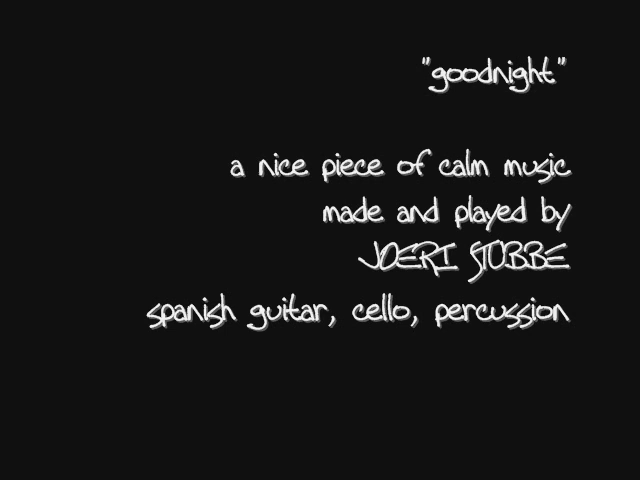 "goodnight"
a nice piece of calm music
made and played by
JOERI STUBBE
spanish guitar, cello, percussion